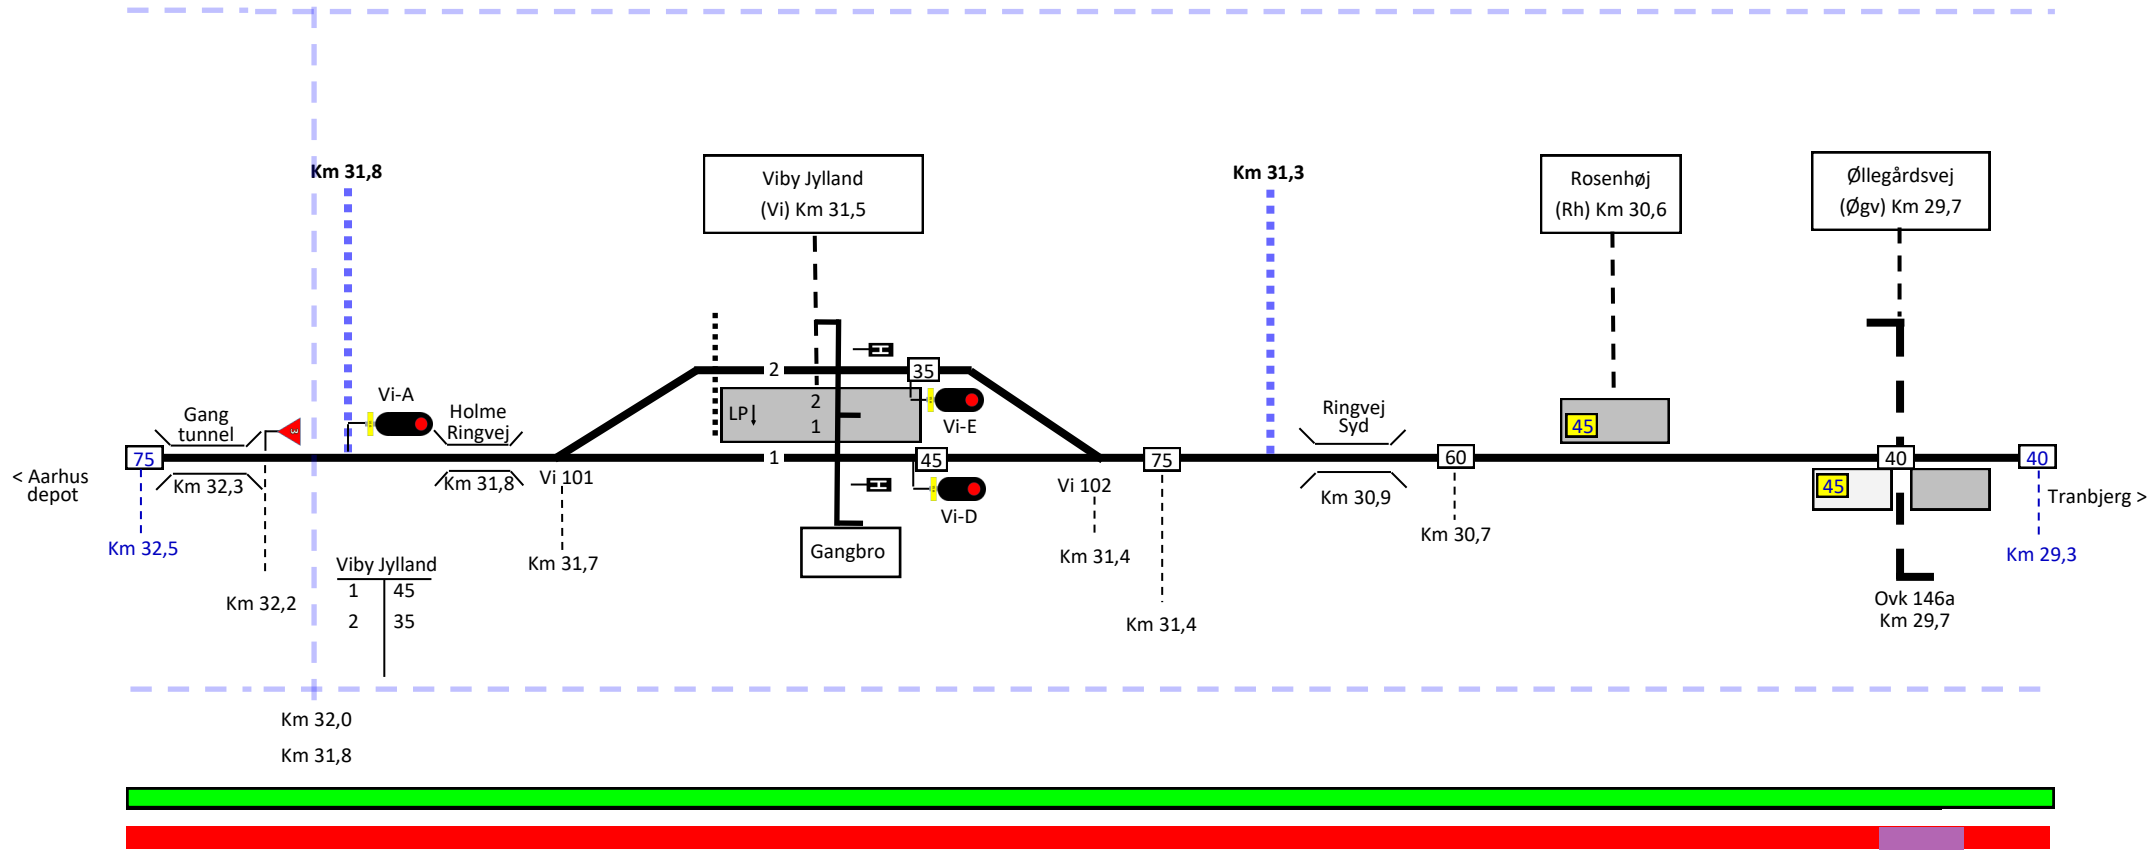 Km 31,8
Viby Jylland
(Vi) Km 31,5
Km 31,3
Rosenhøj
(Rh) Km 30,6
Øllegårdsvej
(Øgv) Km 29,7
2
35
Vi-A
Gang
tunnel
3
Holme
Ringvej
LP
2
1
Vi-E
Ringvej
Syd
45
75
1
45
75
60
40
40
< Aarhus
depot
Km 32,3
Km 31,8
Vi 101
Vi 102
Vi-D
Km 30,9
45
Tranbjerg >
Km 32,5
Km 31,7
Gangbro
Km 31,4
Km 30,7
Km 29,3
Viby Jylland
1 45
2 35
Km 32,2
Km 31,4
Ovk 146a
Km 29,7
Km 32,0
Km 31,8